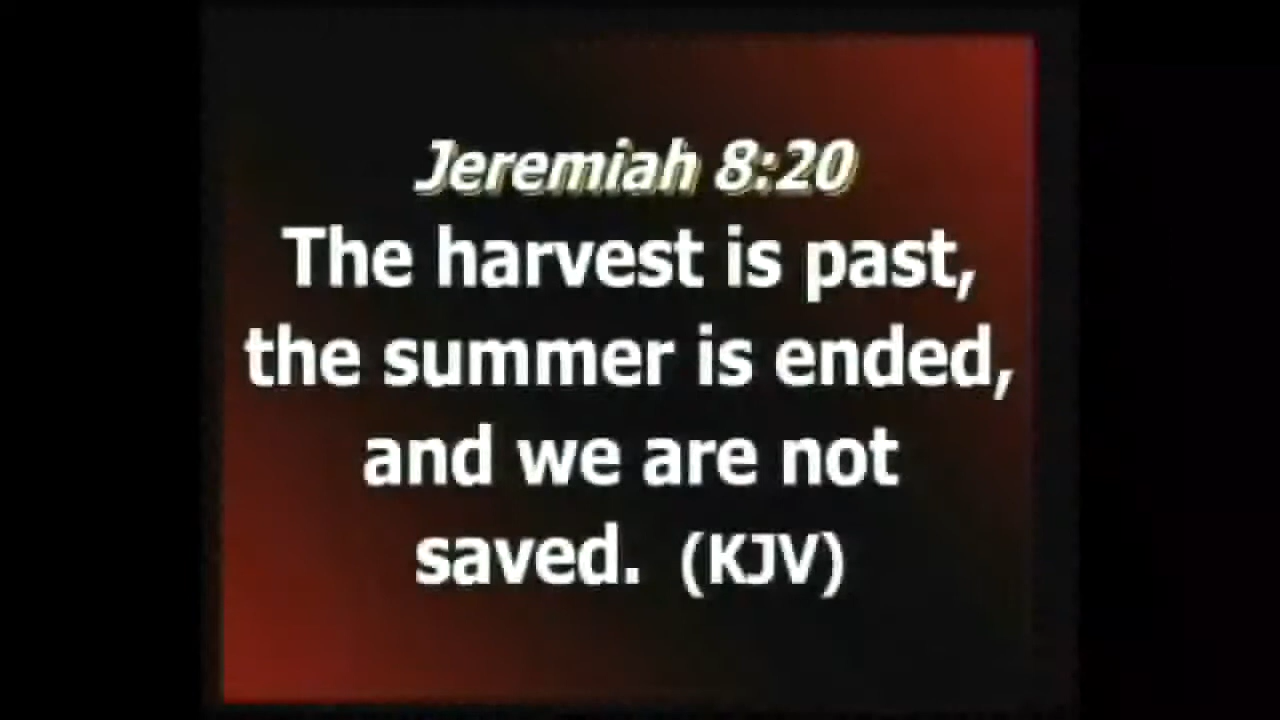 Jeremiah 8:20
The harvest is past,
the summer is ended,
and we are not
saved. (KJV)